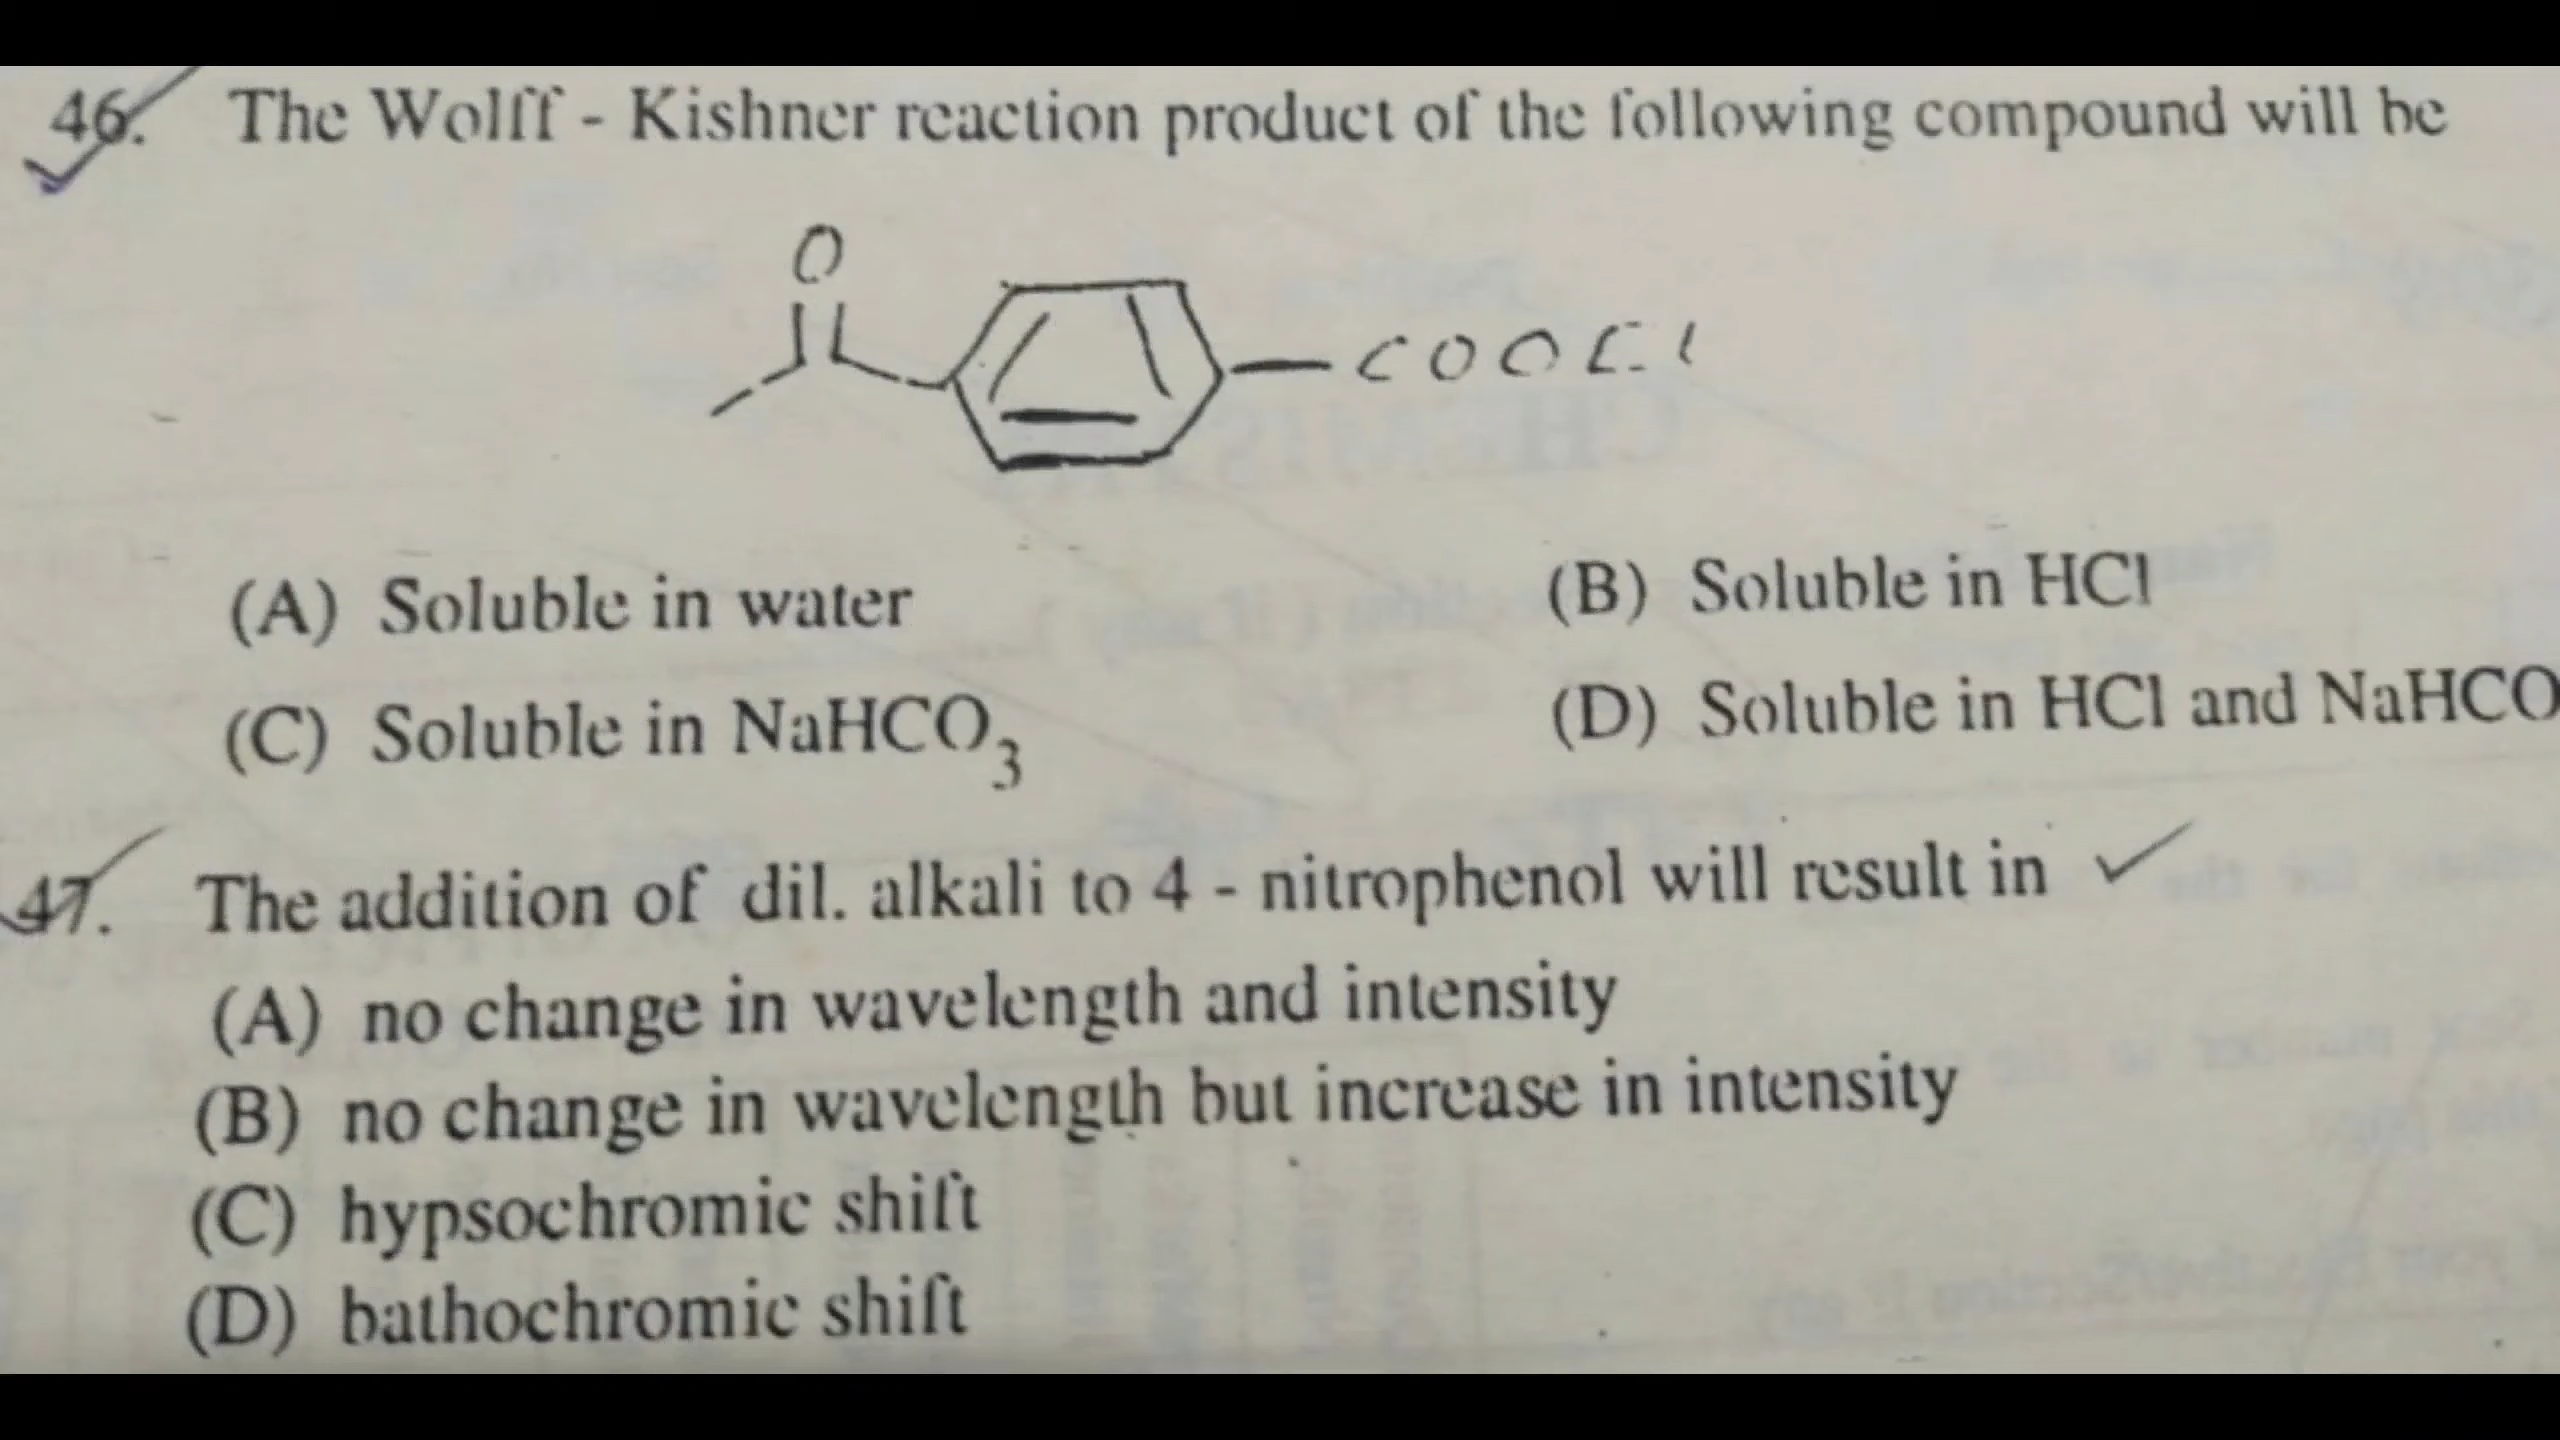 46. The Wolff - Kishner reaction product of the following compound will be
O
(A) Soluble in water
(B) Soluble in HCl
(C) Soluble in NaHCO₃
(D) Soluble in HCl and NaHCO
47. The addition of dil. alkali to 4 - nitrophenol will result in
(A) no change in wavelength and intensity
(B) no change in wavelength but increase in intensity
(C) hypsochromic shift
(D) bathochromic shift